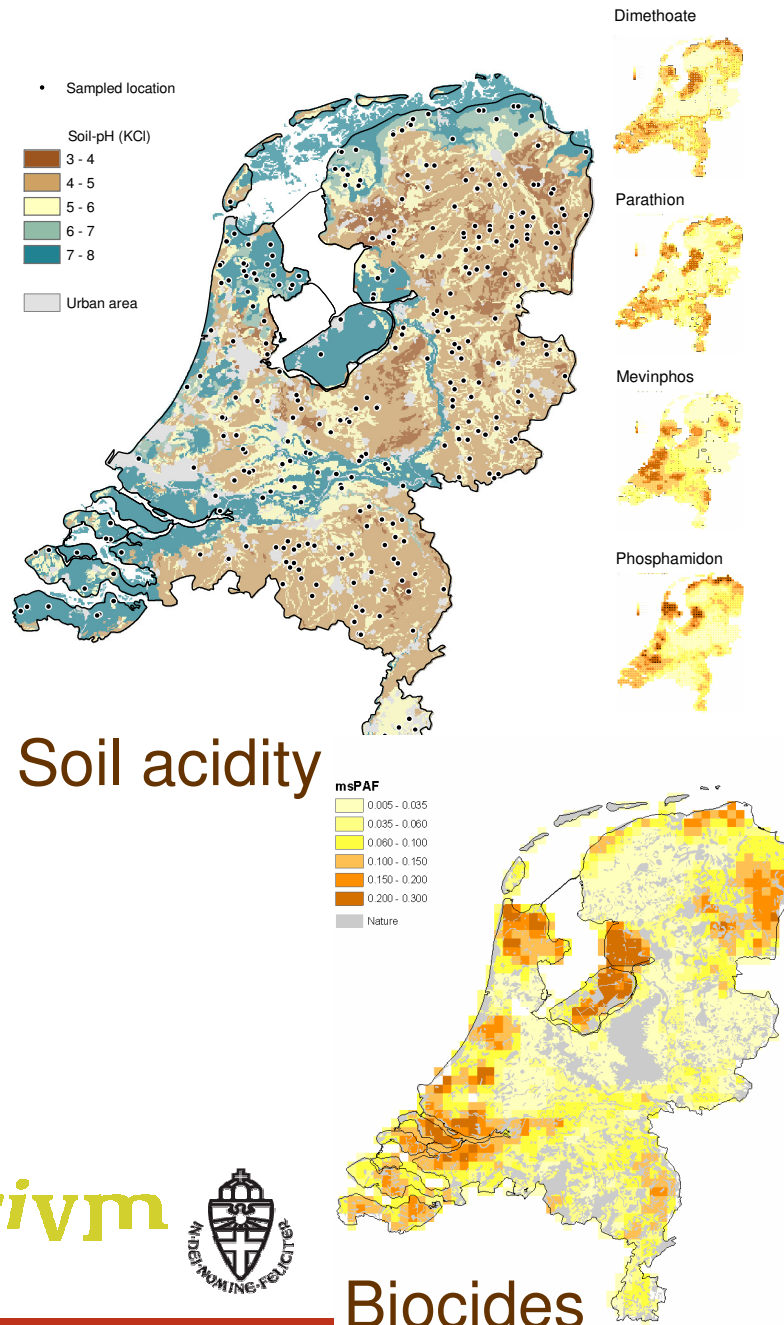 Dimethoate
Sampled location
Soil-pH (KCl)
3 - 4
4 - 5
5 - 6
6 - 7
7 - 8
Urban area
Parathion
Mevinphos
Phosphamidon
Soil acidity
msPAF
0.005 - 0.035
0.035 - 0.060
0.060 - 0.100
0.100 - 0.150
0.150 - 0.200
0.200 - 0.300
Nature
rivm
IN·DEI·NOMINE·FELICITER
Biocides